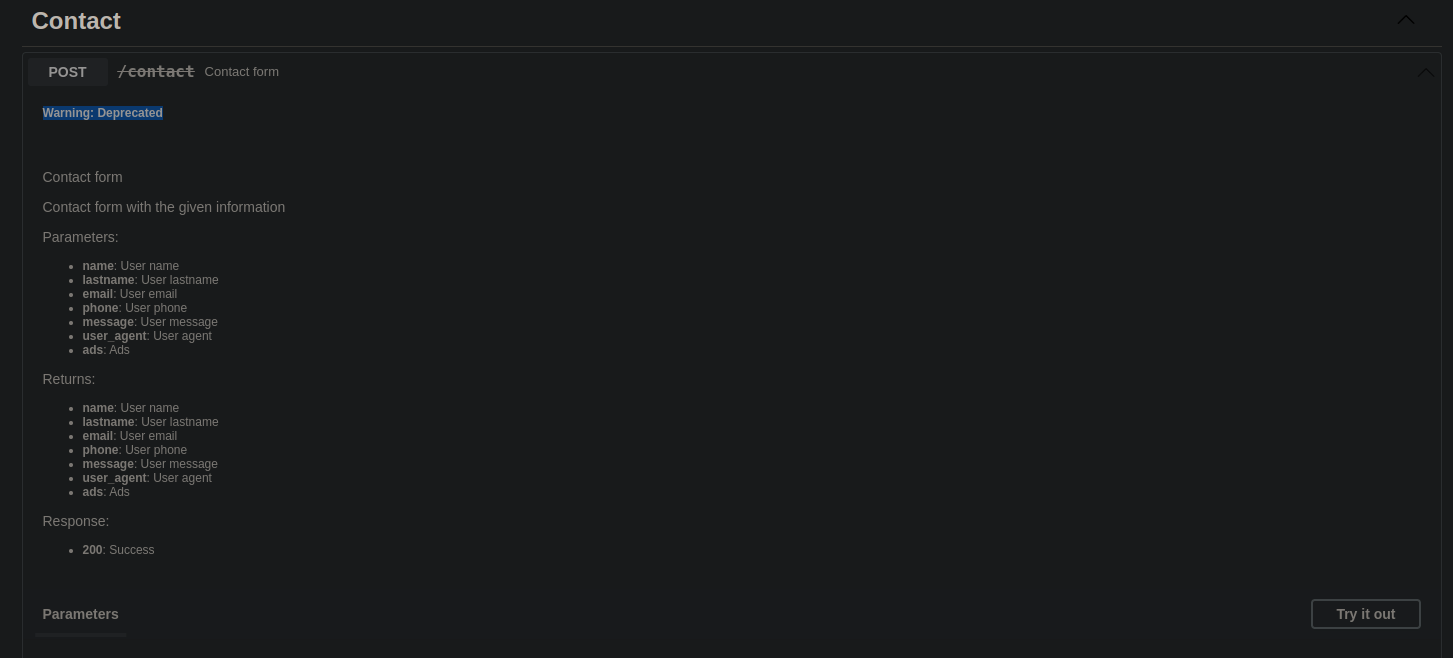 Contact
POST /contact Contact form
Warning: Deprecated
Contact form
Contact form with the given information
Parameters:
name: User name
lastname: User lastname
email: User email
phone: User phone
message: User message
user_agent: User agent
ads: Ads
Returns:
name: User name
lastname: User lastname
email: User email
phone: User phone
message: User message
user_agent: User agent
ads: Ads
Response:
200: Success
Parameters Try it out